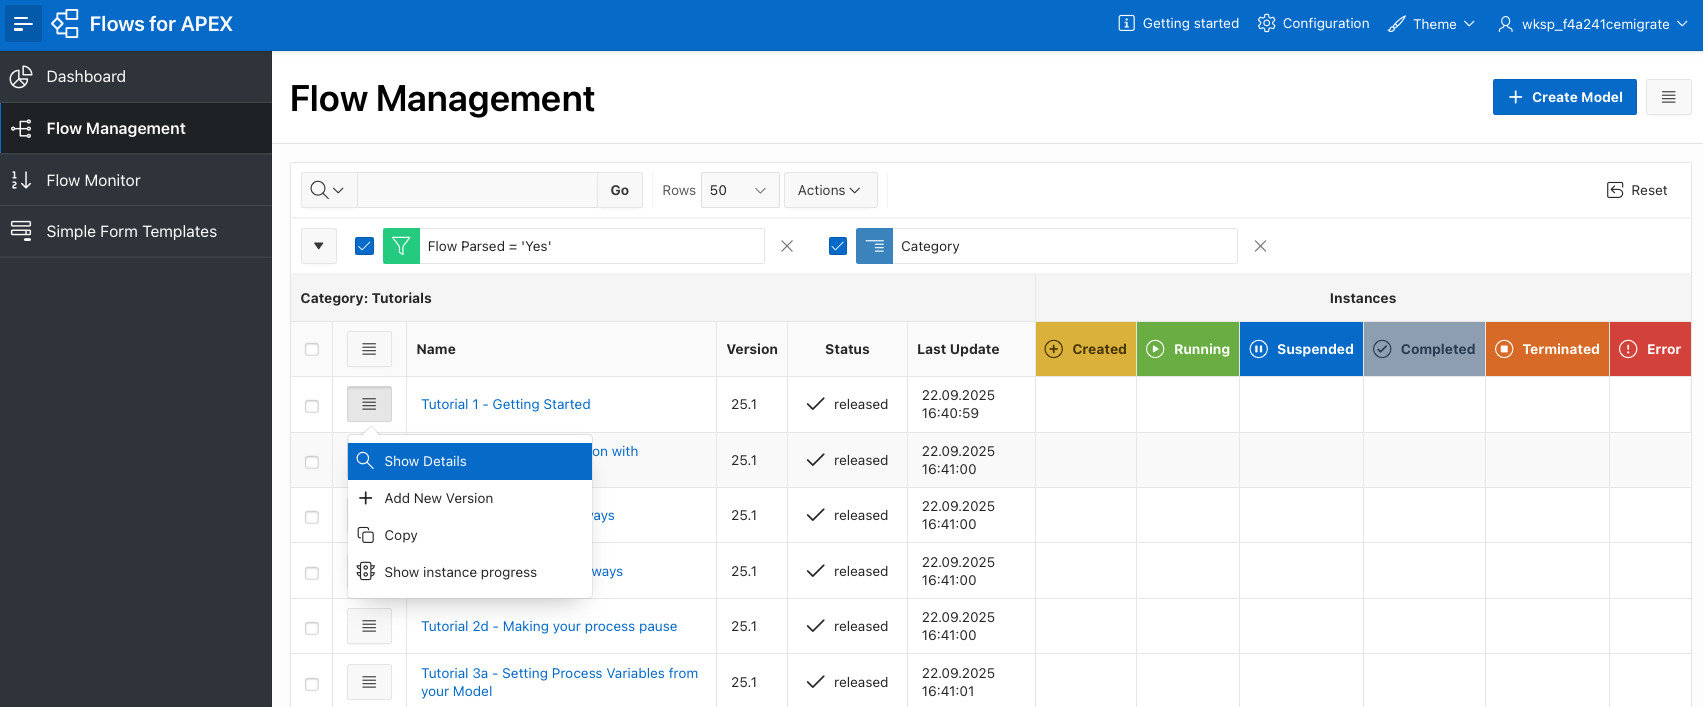 Flows for APEX
Getting started
Configuration
Theme
wksp_f4a241cemigrate
Dashboard
Flow Management
Flow Monitor
Simple Form Templates
Flow Management
Create Model
Go
Rows
50
Actions
Reset
Flow Parsed = 'Yes'
Category
Category: Tutorials
Instances
Name
Version
Status
Last Update
Created
Running
Suspended
Completed
Terminated
Error
Tutorial 1 - Getting Started
25.1
released
22.09.2025
16:40:59
Show Details
Add New Version
Copy
Show instance progress
on with
25.1
released
22.09.2025
16:41:00
ways
25.1
released
22.09.2025
16:41:00
ways
25.1
released
22.09.2025
16:41:00
Tutorial 2d - Making your process pause
25.1
released
22.09.2025
16:41:00
Tutorial 3a - Setting Process Variables from
your Model
25.1
released
22.09.2025
16:41:01